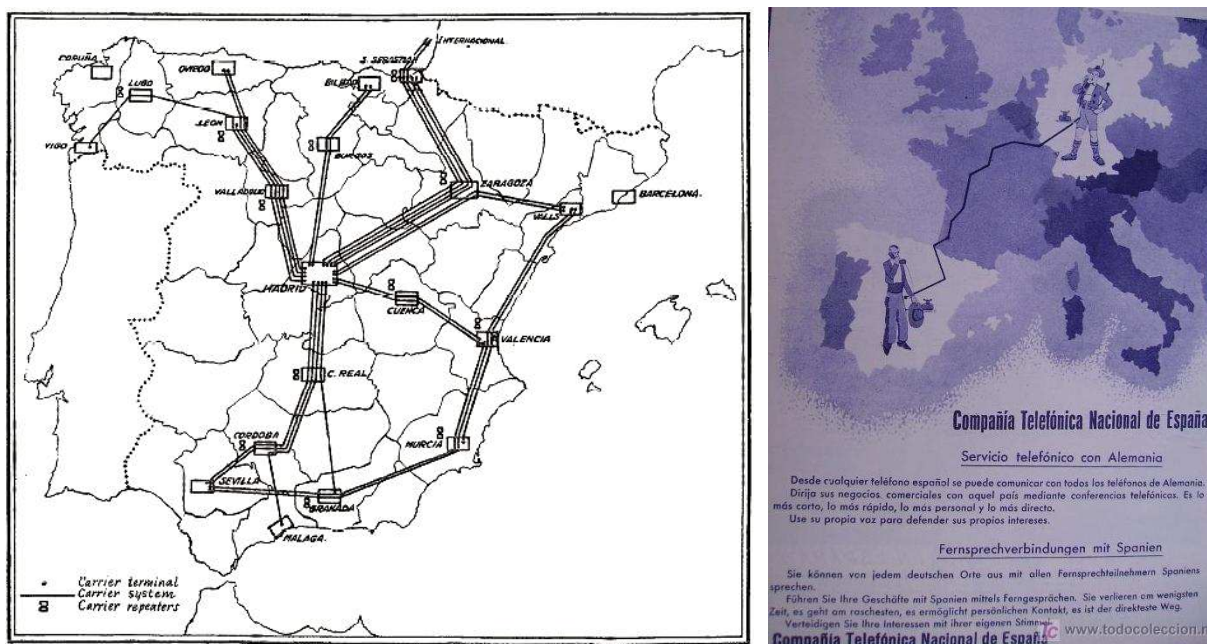 INTERNACIONAL
S. SEBASTIAN
CORUÑA
OVIEDO
BILBAO
LUGO
LEON
VIGO
BURGOS
VALLADOLID
ZARAGOZA
BARCELONA.
VALLS
MADRID
CUENCA
VALENCIA
C. REAL
CORDOBA
MURCIA
SEVILLA
GRANADA
MALAGA
Carrier terminal
Carrier system
Carrier repeaters
Compañía Telefónica Nacional de España
Servicio telefónico con Alemania
Desde cualquier teléfono español se puede comunicar con todos los teléfonos de Alemania.
Dirija sus negocios comerciales con aquel país mediante conferencias telefónicas. Es lo
más corto, lo más rápido, lo más personal y lo más directo.
Use su propia voz para defender sus propios intereses.
Fernsprechverbindungen mit Spanien
Sie können von jedem deutschen Orte aus mit allen Fernsprechteilnehmern Spaniens
sprechen.
Führen Sie Ihre Geschäfte mit Spanien mittels Ferngesprächen. Sie verlieren am wenigsten
Zeit, es geht am raschesten, es ermöglicht persönlichen Kontakt, es ist der direkteste Weg.
Verteidigen Sie Ihre Interessen mit ihrer eigenen Stimme.
Compañía Telefónica Nacional de España
www.todocoleccion.n